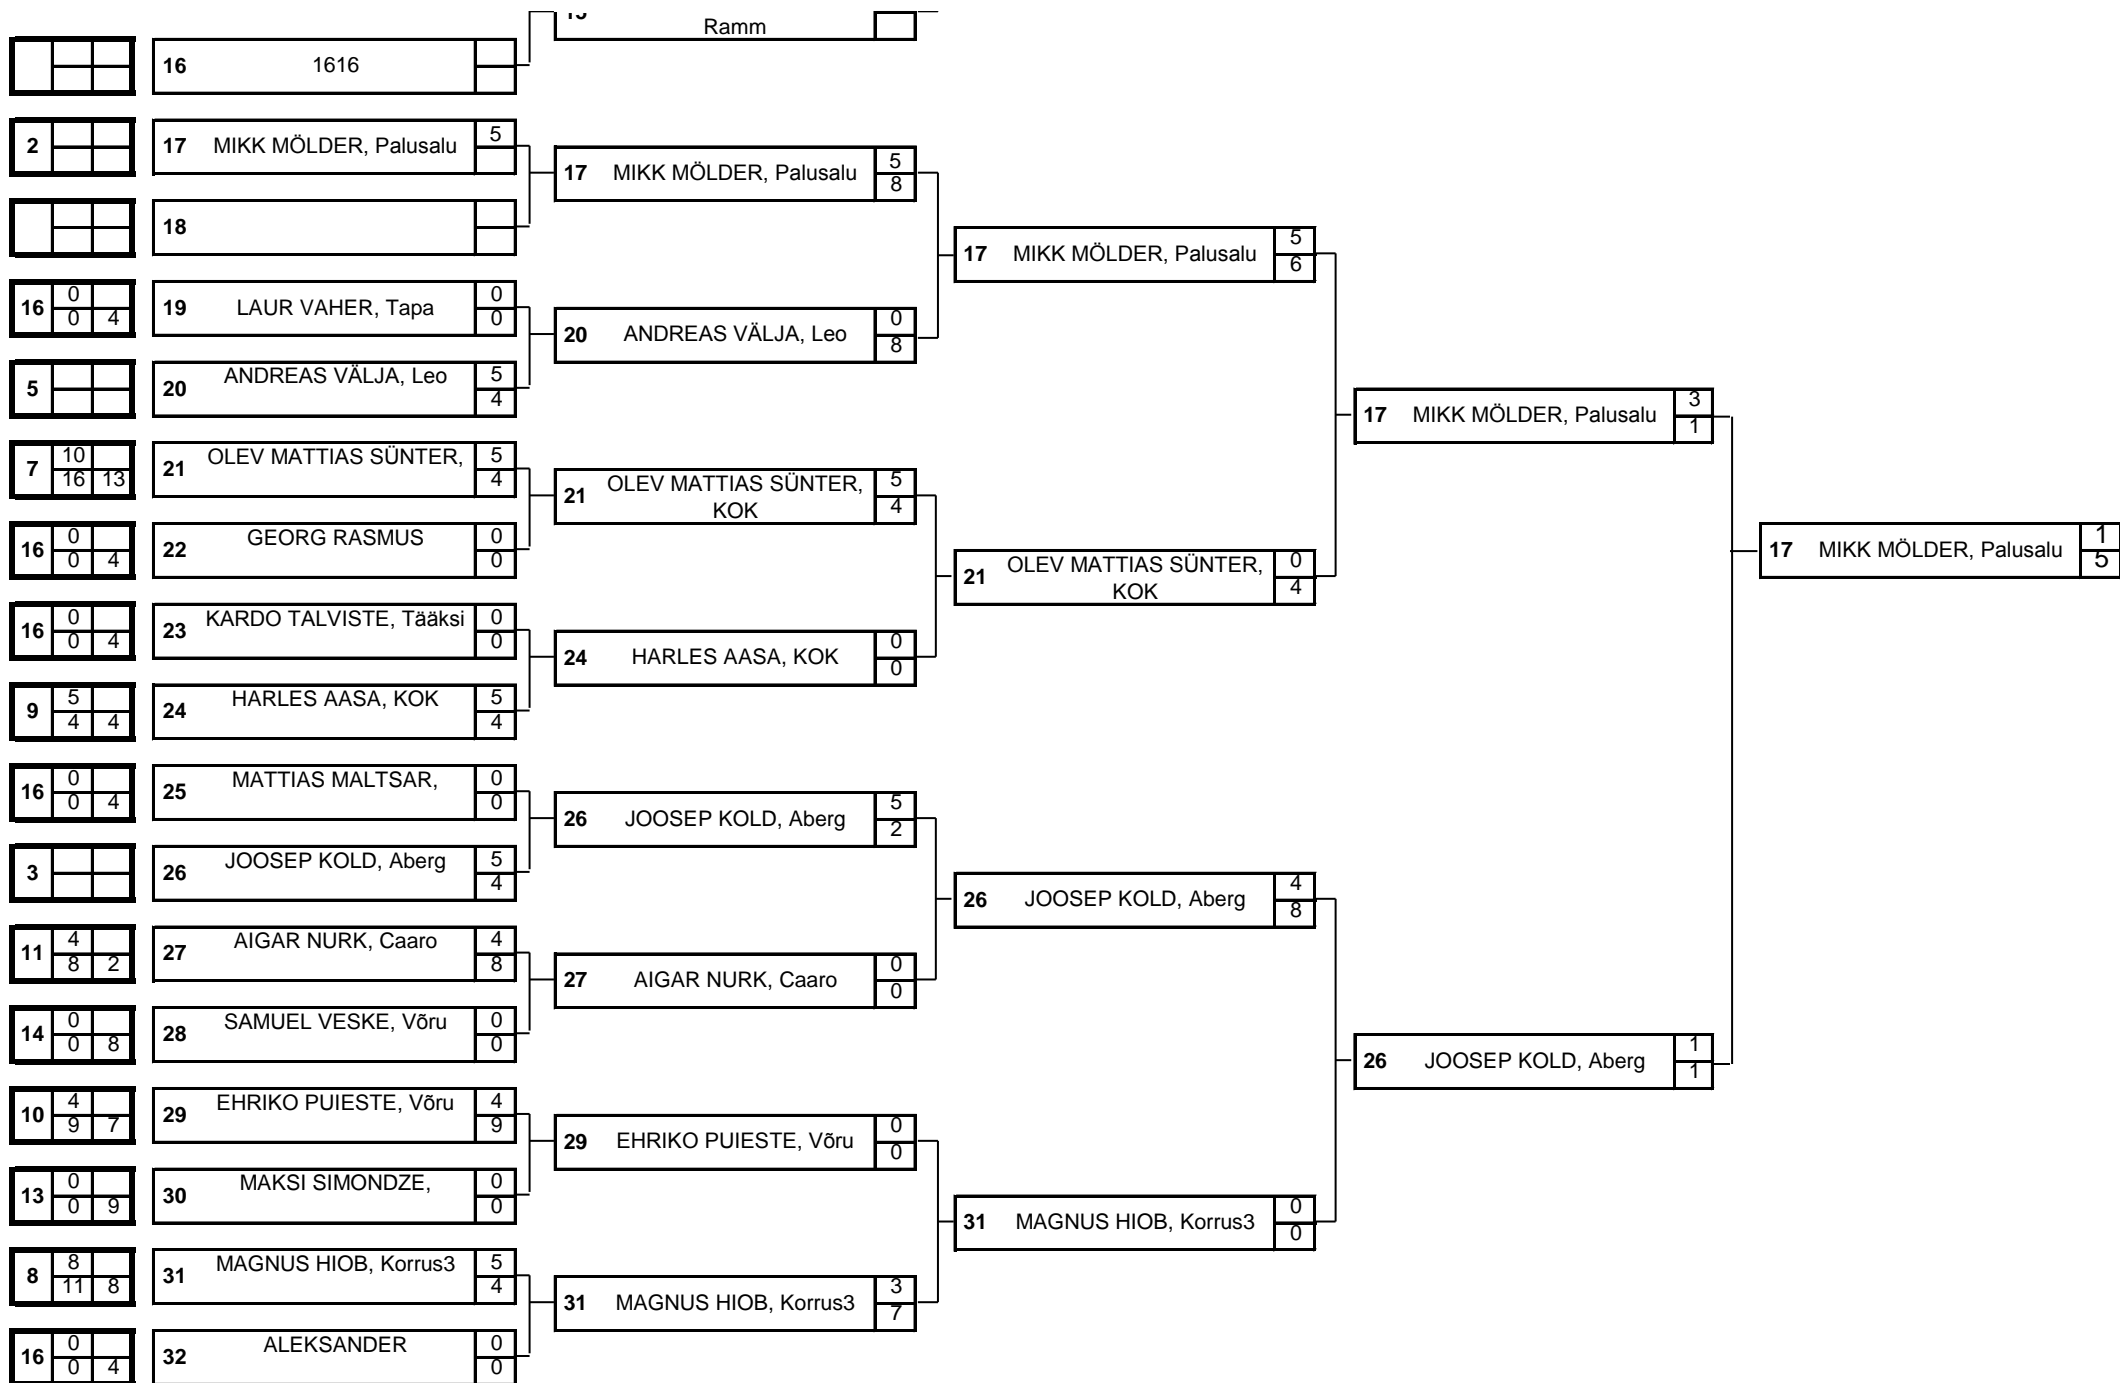 Ramm
16 1616
2 17 MIKK MÖLDER, Palusalu 5
17 MIKK MÖLDER, Palusalu 5
8
18
17 MIKK MÖLDER, Palusalu 5
6
16 0
0 4
19 LAUR VAHER, Tapa 0
0
20 ANDREAS VÄLJA, Leo 0
8
5 20 ANDREAS VÄLJA, Leo 5
4
17 MIKK MÖLDER, Palusalu 3
1
7 10
16 13
21 OLEV MATTIAS SÜNTER, 5
4
21 OLEV MATTIAS SÜNTER,
KOK
5
4
16 0
0 4
22 GEORG RASMUS 0
0
17 MIKK MÖLDER, Palusalu 1
5
21 OLEV MATTIAS SÜNTER,
KOK
0
4
16 0
0 4
23 KARDO TALVISTE, Tääksi 0
0
24 HARLES AASA, KOK 0
0
9 5
4 4
24 HARLES AASA, KOK 5
4
16 0
0 4
25 MATTIAS MALTSAR, 0
0
26 JOOSEP KOLD, Aberg 5
2
3 26 JOOSEP KOLD, Aberg 5
4
26 JOOSEP KOLD, Aberg 4
8
11 4
8 2
27 AIGAR NURK, Caaro 4
8
27 AIGAR NURK, Caaro 0
0
14 0
0 8
28 SAMUEL VESKE, Võru 0
0
26 JOOSEP KOLD, Aberg 1
1
10 4
9 7
29 EHRIKO PUIESTE, Võru 4
9
29 EHRIKO PUIESTE, Võru 0
0
13 0
0 9
30 MAKSI SIMONDZE, 0
0
31 MAGNUS HIOB, Korrus3 0
0
8 8
11 8
31 MAGNUS HIOB, Korrus3 5
4
31 MAGNUS HIOB, Korrus3 3
7
16 0
0 4
32 ALEKSANDER 0
0